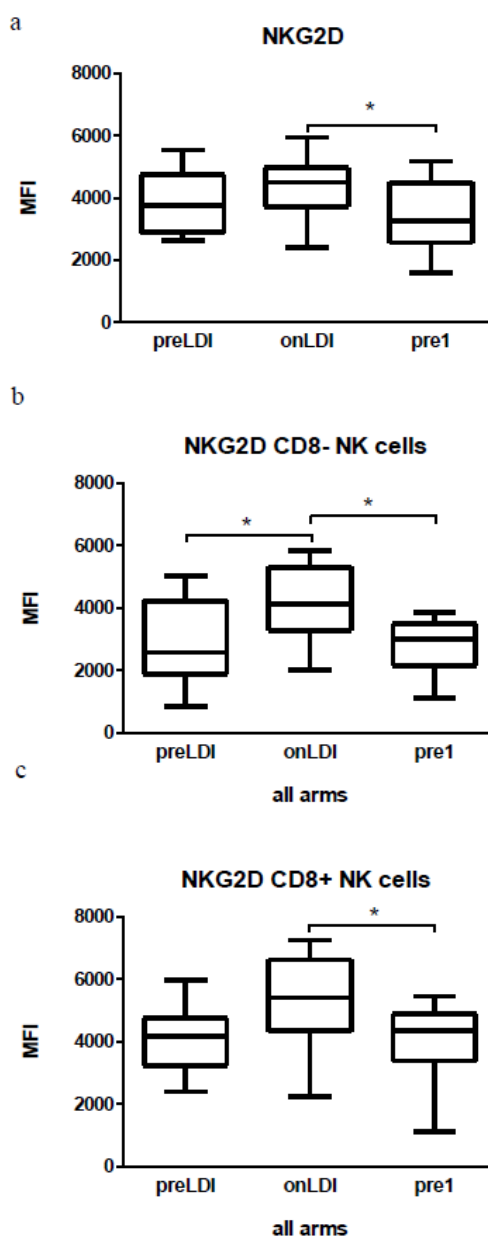 a
NKG2D
8000
6000
4000
2000
0
MFI
*
preLDI onLDI pre1
b
NKG2D CD8- NK cells
8000
6000
4000
2000
0
MFI
* *
preLDI onLDI pre1
all arms
c
NKG2D CD8+ NK cells
8000
6000
4000
2000
0
MFI
*
preLDI onLDI pre1
all arms